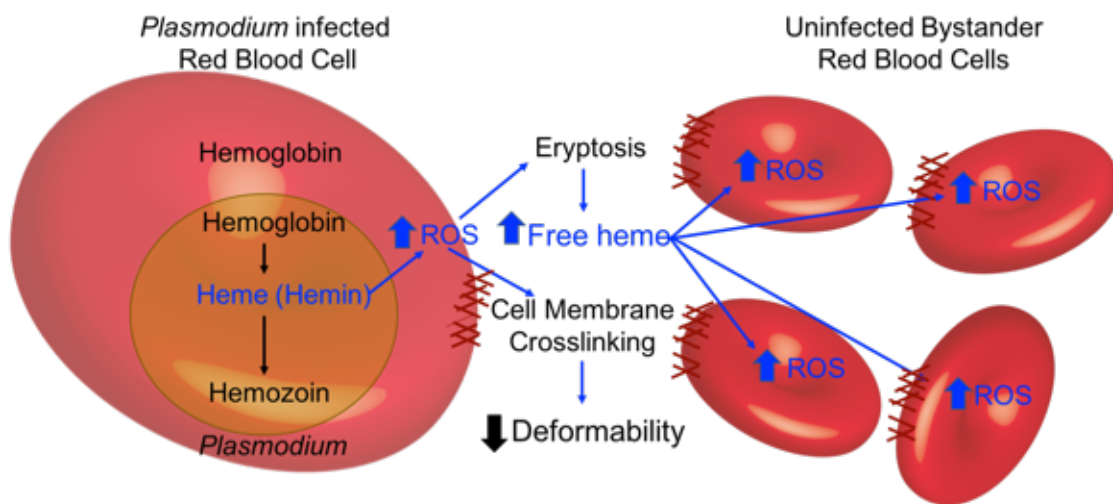 Plasmodium infected
Red Blood Cell
Hemoglobin
Hemoglobin
Heme (Hemin)
Hemozoin
Plasmodium
ROS
Eryptosis
Free heme
Cell Membrane
Crosslinking
Deformability
Uninfected Bystander
Red Blood Cells
ROS
ROS
ROS
ROS